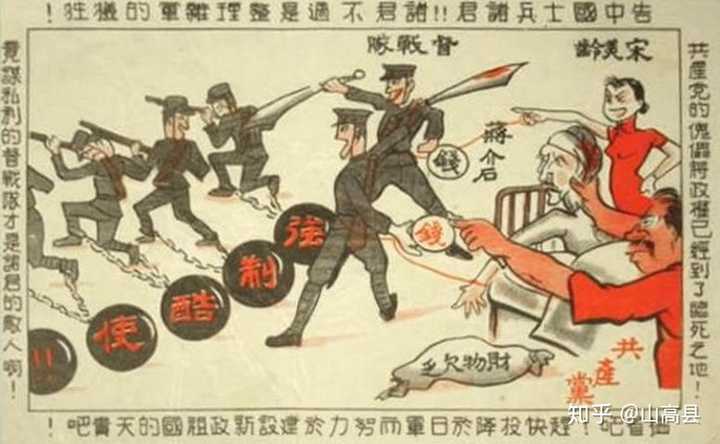 告中國士兵諸君!!諸君不過是整理雜軍的犧牲!
共產党的傀儡蔣政權已經到了臨死之地!
督戰隊
宋美齡
蔣介石
錢
錢
強制酷使!!
財物欠乏
共產黨
竟謀私利的督戰隊才是諸君的敵人啊!
看吧!趕快投降於日軍而努力於建設新政祖國的天責吧!
知乎 @山高县